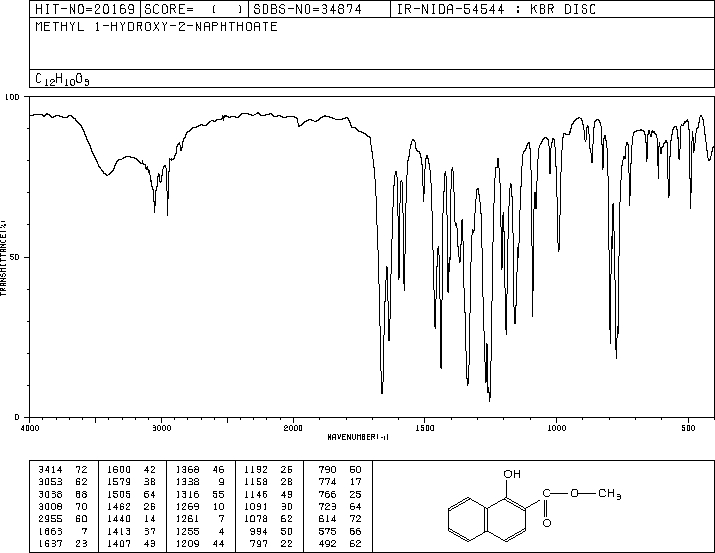 HIT-NO=20169 SCORE= ( ) SDBS-NO=34874 IR-NIDA-54544 : KBR DISC
METHYL 1-HYDROXY-2-NAPHTHOATE
C12H10O3
100
50
0
TRANSMITTANCE(%)
4000 3000 2000 1500 1000 500
WAVENUMBER(-1)
3414 72 1600 42 1368 46 1192 26 790 50
3053 62 1579 38 1338 9 1158 28 774 17
3038 68 1505 64 1316 55 1146 49 766 25
3008 70 1462 26 1269 10 1091 30 723 64
2955 60 1440 14 1261 7 1078 62 614 72
1663 7 1413 37 1255 4 994 50 575 66
1637 23 1407 43 1209 44 797 22 492 62
OH
C O CH3
O